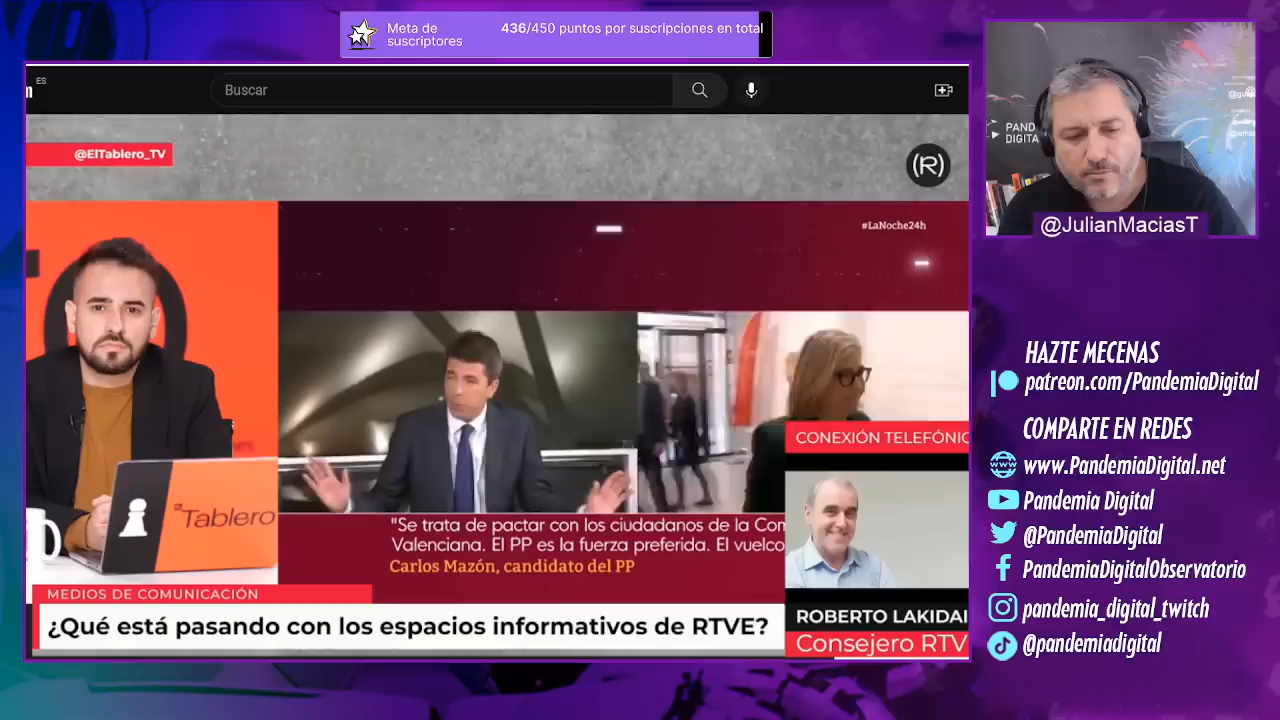 Meta de
suscriptores
436/450 puntos por suscripciones en total
ES
Buscar
@ElTablero_TV
(R)
#LaNoche24h
PAND
DIGITA
@JulianMaciasT
CONEXIÓN TELEFÓNIC
El Tablero
"Se trata de pactar con los ciudadanos de la Com
Valenciana. El PP es la fuerza preferida. El vuelco
Carlos Mazón, candidato del PP
MEDIOS DE COMUNICACIÓN
¿Qué está pasando con los espacios informativos de RTVE?
ROBERTO LAKIDAI
Consejero RTV
HAZTE MECENAS
patreon.com/PandemiaDigital
COMPARTE EN REDES
www.PandemiaDigital.net
Pandemia Digital
@PandemiaDigital
PandemiaDigitalObservatorio
pandemia_digital_twitch
@pandemiadigital